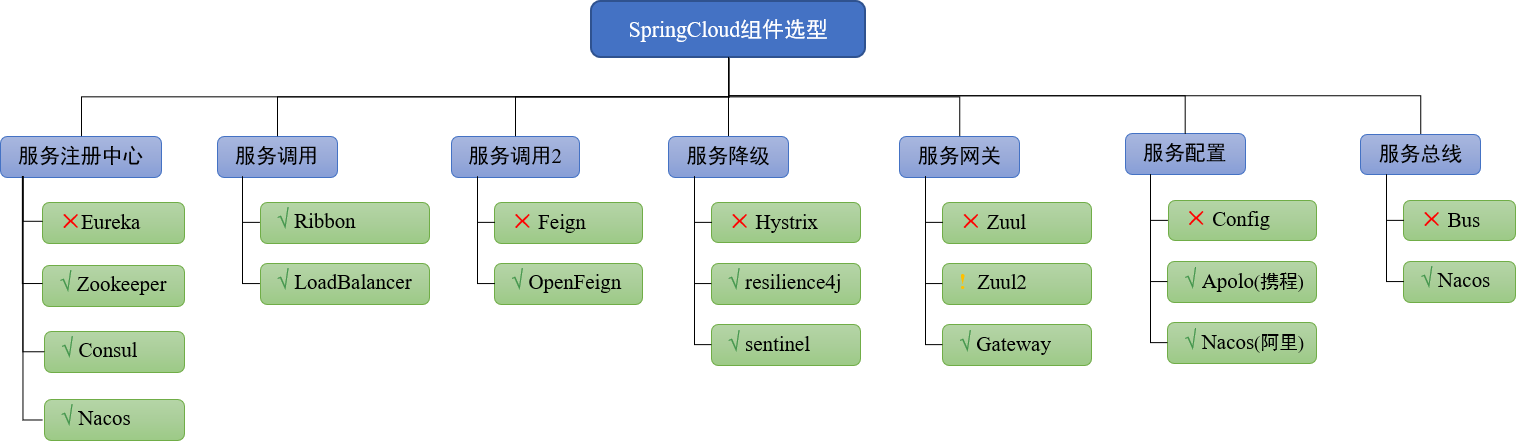 SpringCloud组件选型
服务注册中心
×Eureka
√Zookeeper
√Consul
√Nacos
服务调用
√Ribbon
√LoadBalancer
服务调用2
× Feign
√OpenFeign
服务降级
× Hystrix
√resilience4j
√sentinel
服务网关
× Zuul
! Zuul2
√Gateway
服务配置
× Config
√Apolo(携程)
√Nacos(阿里)
服务总线
× Bus
√Nacos